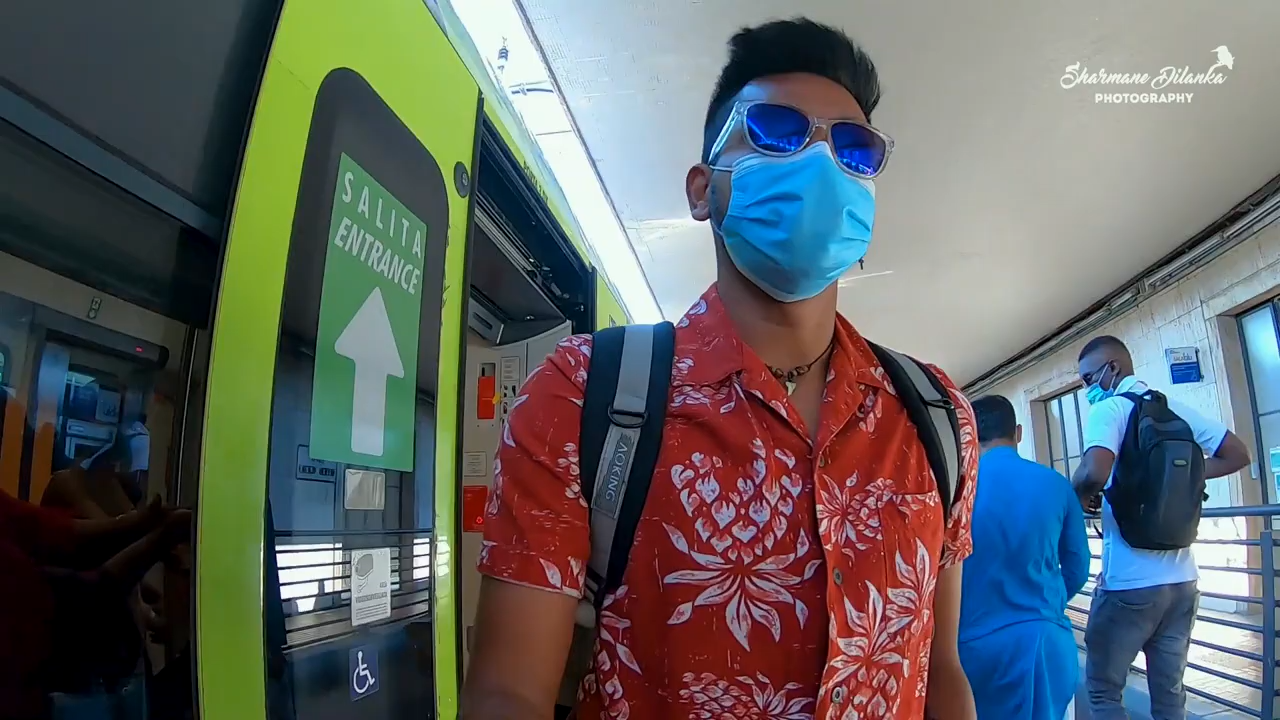 SALITA
ENTRANCE
Sharmane Dilanka
PHOTOGRAPHY
AOKING